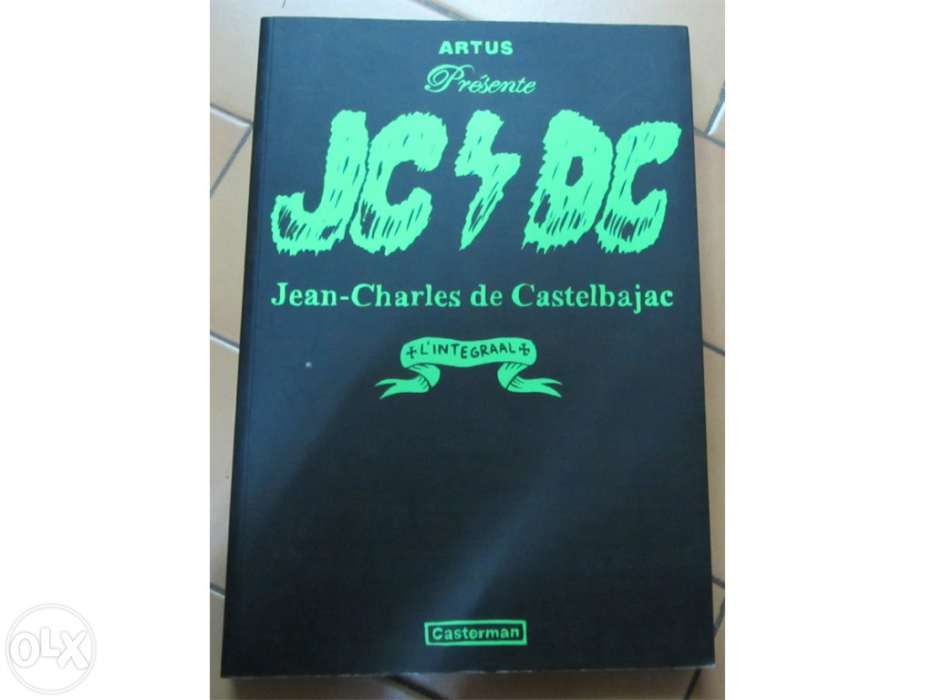 ARTUS
Présente
JC⚡DC
Jean-Charles de Castelbajac
L'INTEGRAAL
Casterman
OLX